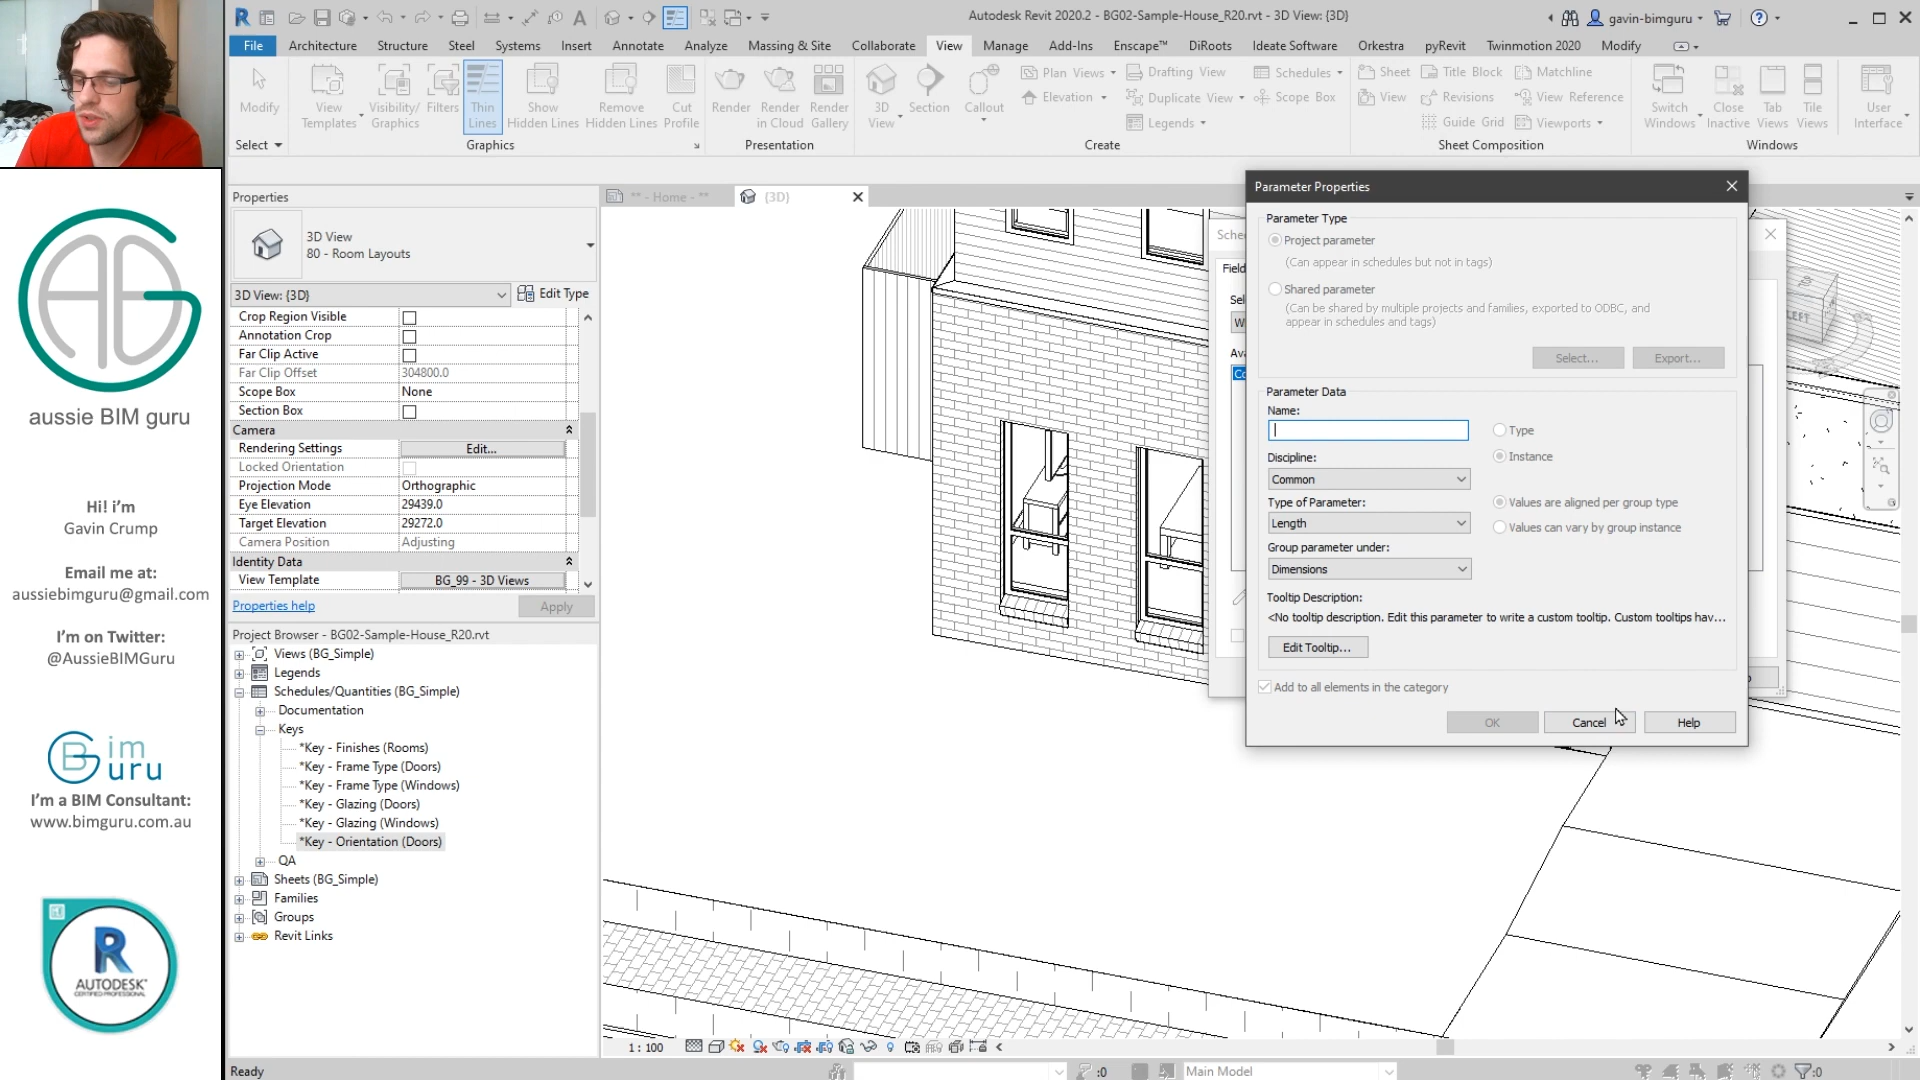 Autodesk Revit 2020.2 - BG02-Sample-House_R20.rvt - 3D View: {3D}
gavin-bimguru
File Architecture Structure Steel Systems Insert Annotate Analyze Massing & Site Collaborate View Manage Add-Ins Enscape™ DiRoots Ideate Software Orkestra pyRevit Twinmotion 2020 Modify
Modify
View Templates
Visibility/ Graphics
Filters
Thin Lines
Show Hidden Lines
Remove Hidden Lines
Cut Profile
Render
Render in Cloud
Render Gallery
3D View
Section
Callout
Plan Views
Elevation
Drafting View
Duplicate View
Legends
Schedules
Scope Box
Sheet
View
Title Block
Revisions
Guide Grid
Matchline
View Reference
Viewports
Switch Windows
Close Inactive
Tab Views
Tile Views
User Interface
Select
Graphics
Presentation
Create
Sheet Composition
Windows
aussie BIM guru
Hi! i'm
Gavin Crump
Email me at:
aussiebimguru@gmail.com
I'm on Twitter:
@AussieBIMGuru
Bim
Guru
I'm a BIM Consultant:
www.bimguru.com.au
R
AUTODESK
CERTIFIED PROFESSIONAL
Properties
3D View
80 - Room Layouts
3D View: {3D}
Edit Type
Crop Region Visible
Annotation Crop
Far Clip Active
Far Clip Offset 304800.0
Scope Box None
Section Box
Camera
Rendering Settings Edit...
Locked Orientation
Projection Mode Orthographic
Eye Elevation 29439.0
Target Elevation 29272.0
Camera Position Adjusting
Identity Data
View Template BG_99 - 3D Views
Properties help
Apply
Project Browser - BG02-Sample-House_R20.rvt
Views (BG_Simple)
Legends
Schedules/Quantities (BG_Simple)
Documentation
Keys
*Key - Finishes (Rooms)
*Key - Frame Type (Doors)
*Key - Frame Type (Windows)
*Key - Glazing (Doors)
*Key - Glazing (Windows)
*Key - Orientation (Doors)
QA
Sheets (BG_Simple)
Families
Groups
Revit Links
** - Home - **
{3D}
Sche
Field
Sel
W
Ava
Co
LEFT
Parameter Properties
Parameter Type
Project parameter
(Can appear in schedules but not in tags)
Shared parameter
(Can be shared by multiple projects and families, exported to ODBC, and
appear in schedules and tags)
Select...
Export...
Parameter Data
Name:
Type
Discipline:
Instance
Common
Type of Parameter:
Values are aligned per group type
Length
Values can vary by group instance
Group parameter under:
Dimensions
Tooltip Description:
<No tooltip description. Edit this parameter to write a custom tooltip. Custom tooltips hav...
Edit Tooltip...
Add to all elements in the category
OK
Cancel
Help
1 : 100
Ready
:0
Main Model
:0